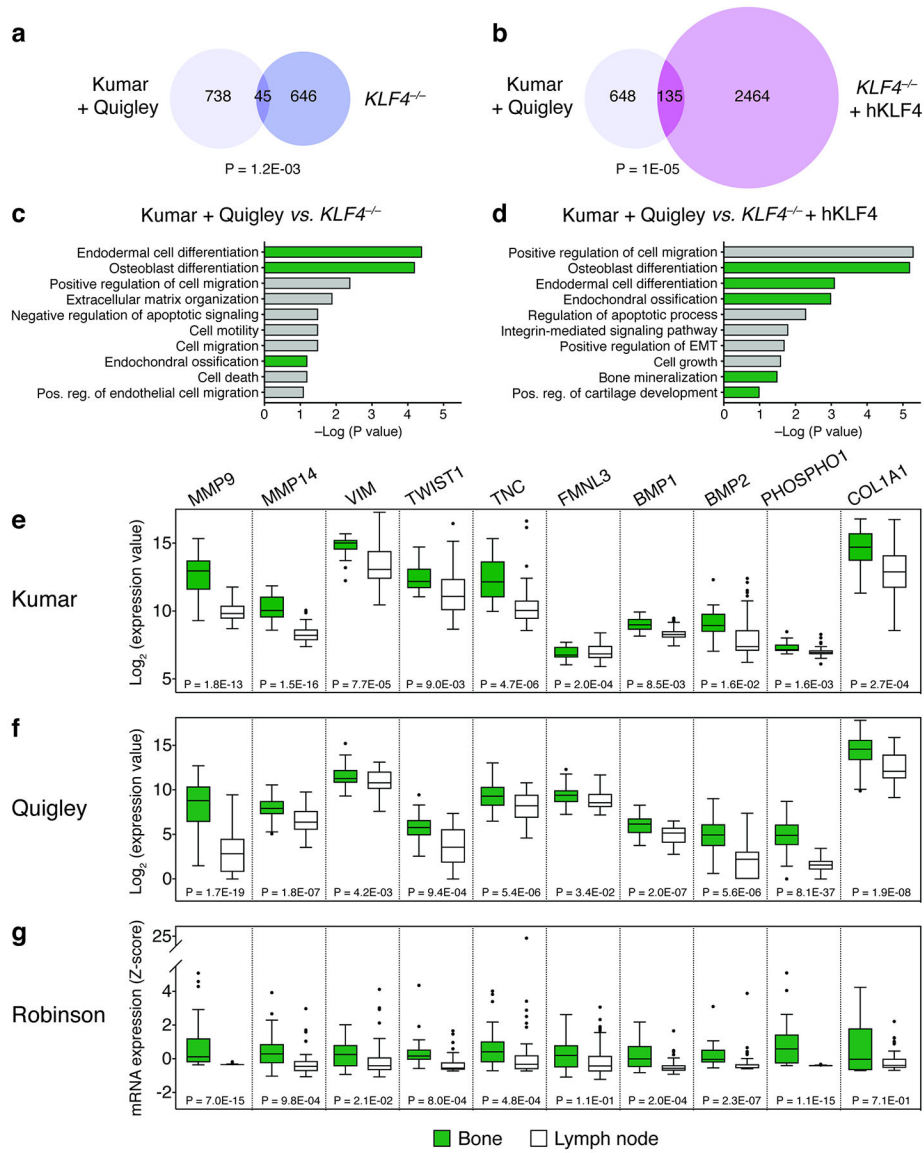 a
b
Kumar
+ Quigley
738
45
646
KLF4–/–
P = 1.2E-03
Kumar
+ Quigley
648
135
2464
KLF4–/–
+ hKLF4
P = 1E-05
c
Kumar + Quigley vs. KLF4–/–
Endodermal cell differentiation
Osteoblast differentiation
Positive regulation of cell migration
Extracellular matrix organization
Negative regulation of apoptotic signaling
Cell motility
Cell migration
Endochondral ossification
Cell death
Pos. reg. of endothelial cell migration
0 1 2 3 4 5
–Log (P value)
d
Kumar + Quigley vs. KLF4–/– + hKLF4
Positive regulation of cell migration
Osteoblast differentiation
Endodermal cell differentiation
Endochondral ossification
Regulation of apoptotic process
Integrin-mediated signaling pathway
Positive regulation of EMT
Cell growth
Bone mineralization
Pos. reg. of cartilage development
0 1 2 3 4 5
–Log (P value)
MMP9 MMP14 VIM TWIST1 TNC FMNL3 BMP1 BMP2 PHOSPHO1 COL1A1
e
Kumar
Log2 (expression value)
15
10
5
P = 1.8E-13 P = 1.5E-16 P = 7.7E-05 P = 9.0E-03 P = 4.7E-06 P = 2.0E-04 P = 8.5E-03 P = 1.6E-02 P = 1.6E-03 P = 2.7E-04
f
Quigley
Log2 (expression value)
15
10
5
0
P = 1.7E-19 P = 1.8E-07 P = 4.2E-03 P = 9.4E-04 P = 5.4E-06 P = 3.4E-02 P = 2.0E-07 P = 5.6E-06 P = 8.1E-37 P = 1.9E-08
g
Robinson
mRNA expression (Z-score)
25
4
2
0
-2
P = 7.0E-15 P = 9.8E-04 P = 2.1E-02 P = 8.0E-04 P = 4.8E-04 P = 1.1E-01 P = 2.0E-04 P = 2.3E-07 P = 1.1E-15 P = 7.1E-01
Bone Lymph node